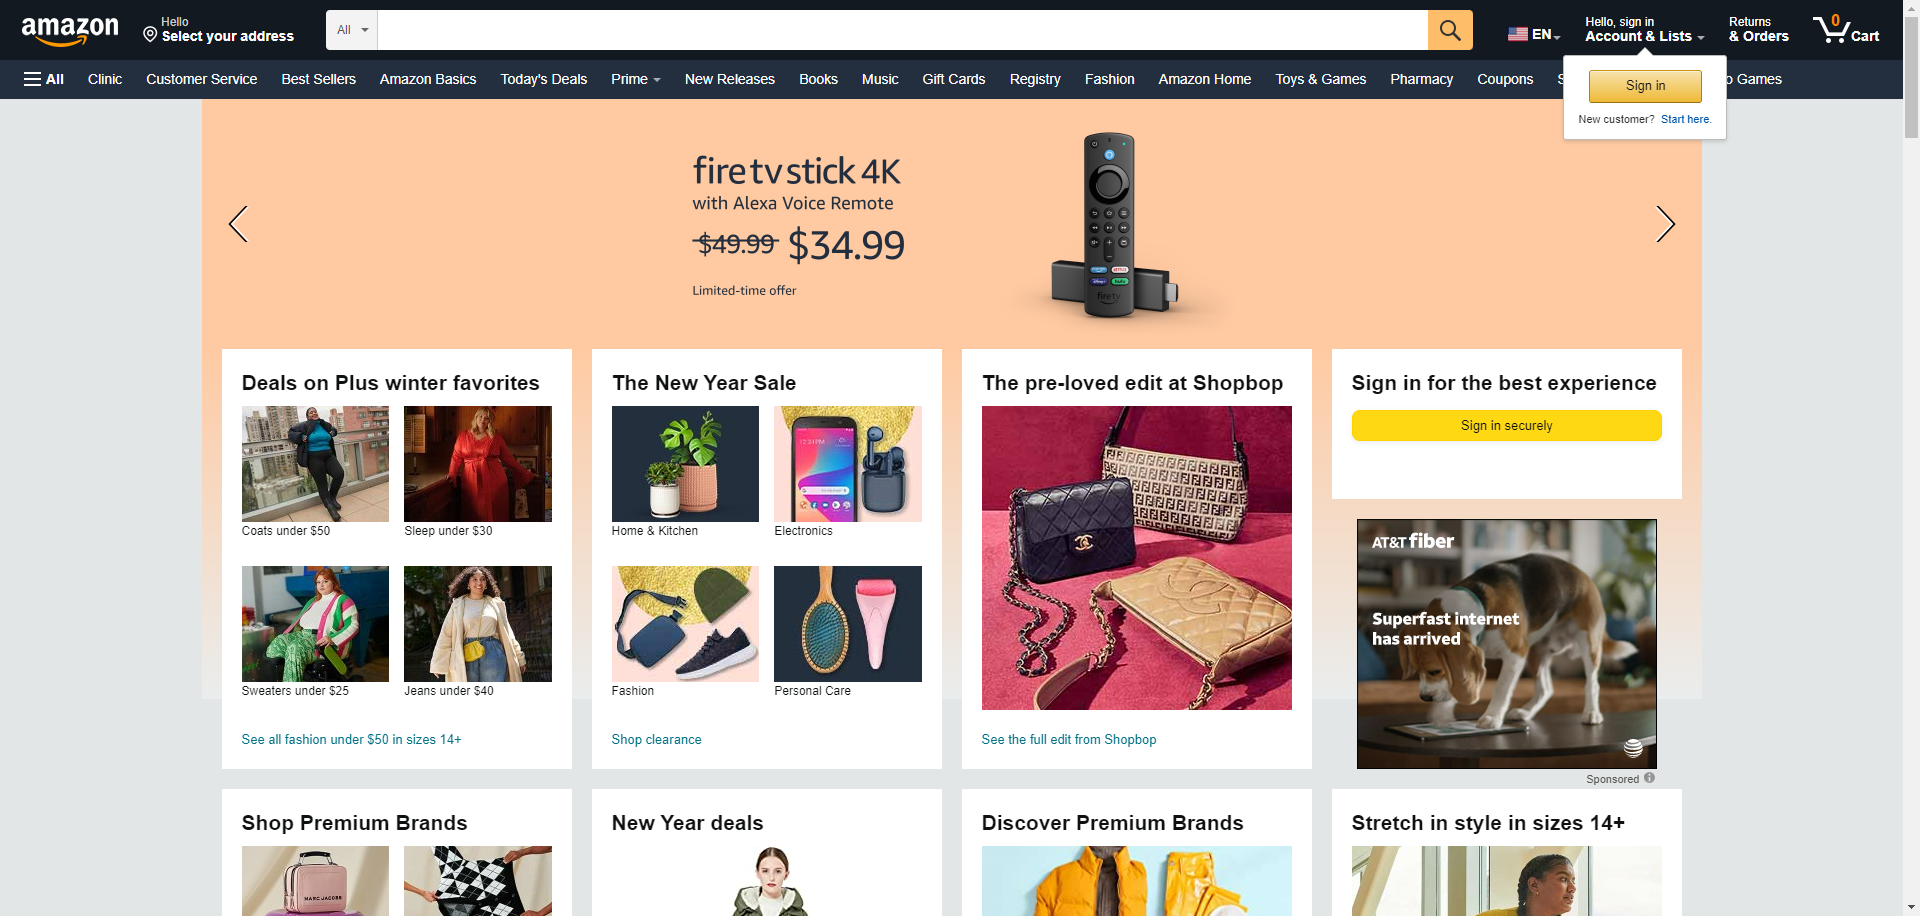 amazon
Hello
Select your address
All
EN
Hello, sign in
Account & Lists
Returns
& Orders
0
Cart
All
Clinic
Customer Service
Best Sellers
Amazon Basics
Today's Deals
Prime
New Releases
Books
Music
Gift Cards
Registry
Fashion
Amazon Home
Toys & Games
Pharmacy
Coupons
Games
Sign in
New customer? Start here.
fire tv stick 4K
with Alexa Voice Remote
$49.99 $34.99
Limited-time offer
fire tv
Deals on Plus winter favorites
Coats under $50
Sleep under $30
Sweaters under $25
Jeans under $40
See all fashion under $50 in sizes 14+
The New Year Sale
12:31PM
Home & Kitchen
Electronics
Fashion
Personal Care
Shop clearance
The pre-loved edit at Shopbop
See the full edit from Shopbop
Sign in for the best experience
Sign in securely
AT&T fiber
Superfast internet
has arrived
Sponsored
Shop Premium Brands
MARC JACOBS
New Year deals
Discover Premium Brands
Stretch in style in sizes 14+